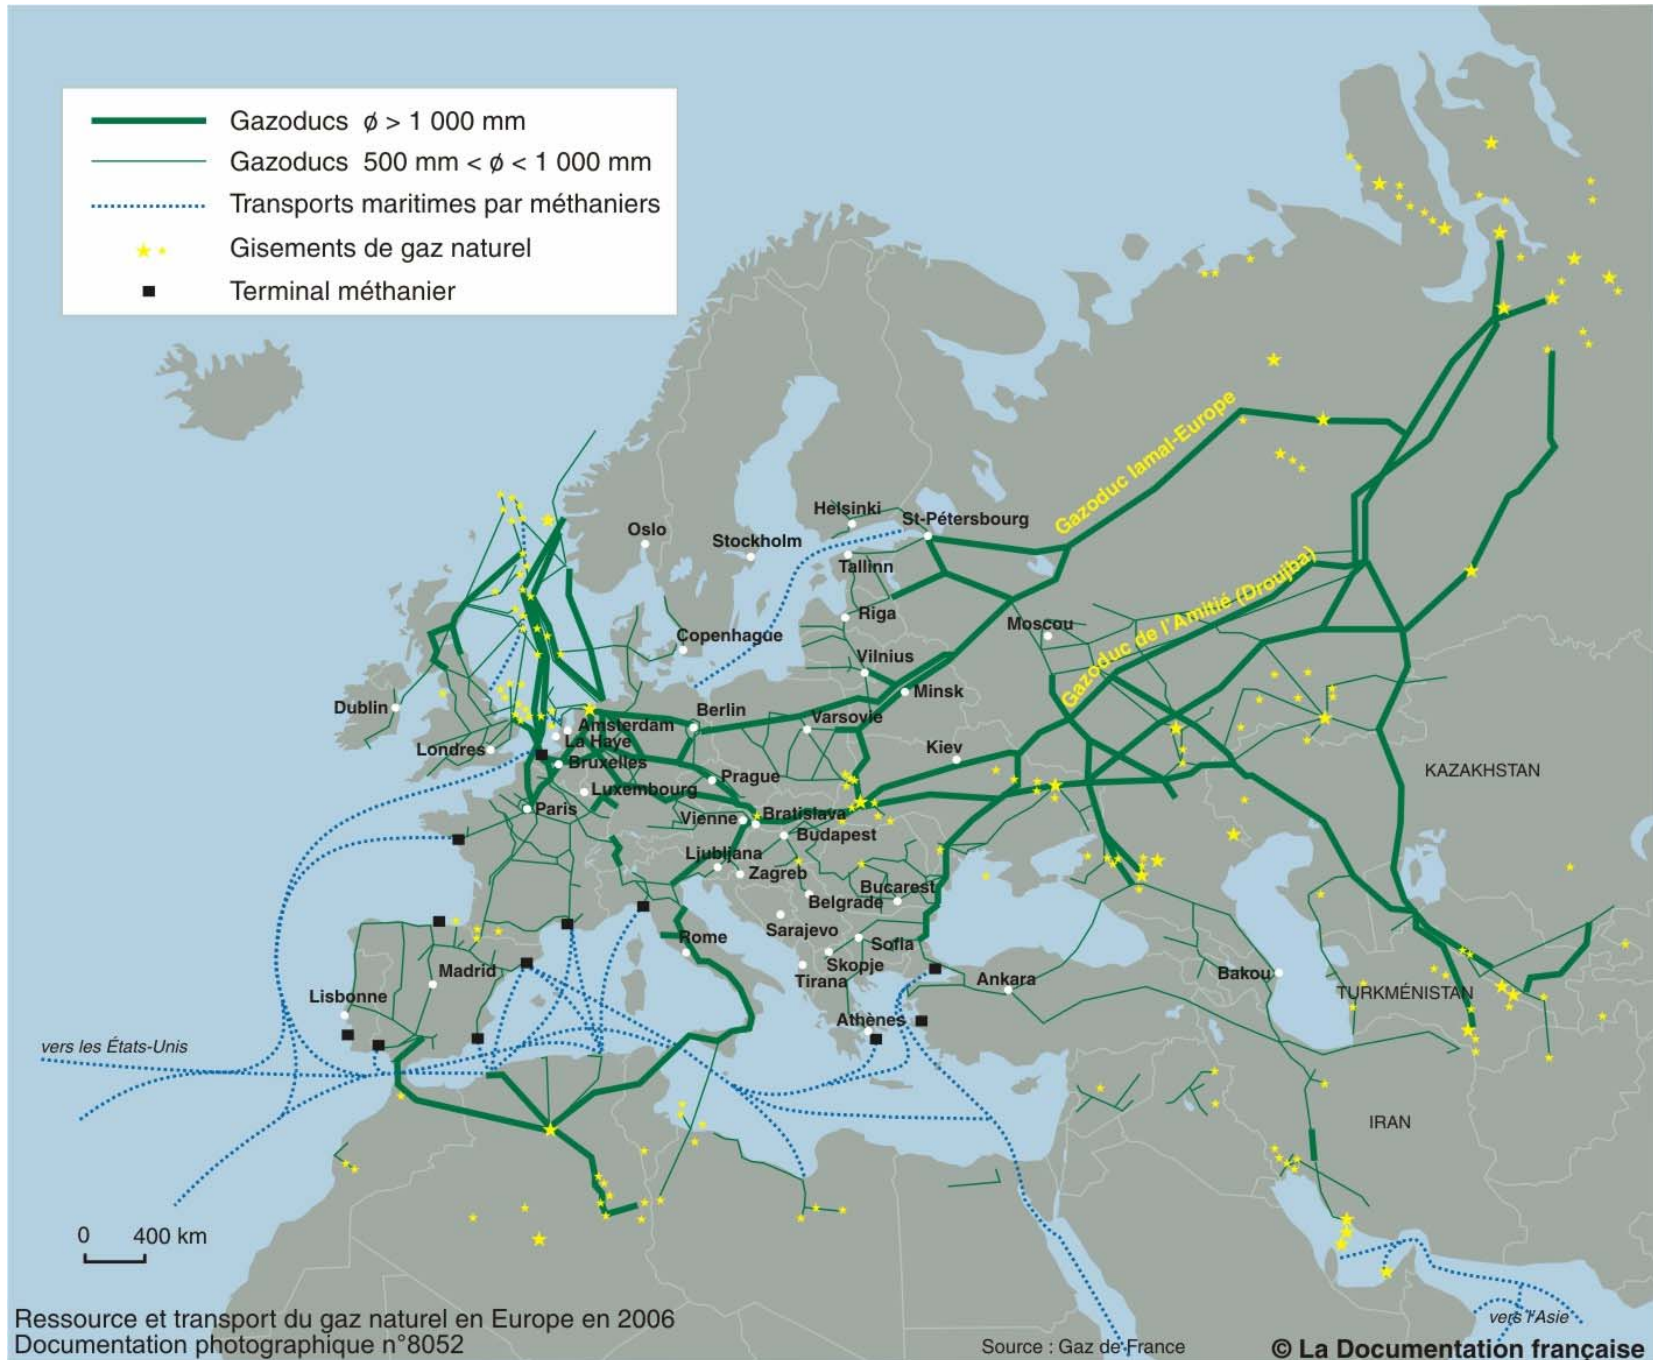 Gazoducs ø > 1 000 mm
Gazoducs 500 mm < ø < 1 000 mm
Transports maritimes par méthaniers
Gisements de gaz naturel
Terminal méthanier
Gazoduc Iamal-Europe
Helsinki
St-Pétersbourg
Oslo
Stockholm
Tallinn
Gazoduc de l'Amitié (Droujba)
Riga
Moscou
Copenhague
Vilnius
Minsk
Dublin
Berlin
Amsterdam
Varsovie
La Haye
Londres
Kiev
Bruxelles
KAZAKHSTAN
Prague
Luxembourg
Paris
Bratislava
Vienne
Budapest
Ljubljana
Zagreb
Bucarest
Belgrade
Sarajevo
Rome
Sofia
Skopje
Madrid
Tirana
Ankara
Bakou
TURKMÉNISTAN
Lisbonne
Athènes
vers les États-Unis
IRAN
0 400 km
vers l'Asie
Ressource et transport du gaz naturel en Europe en 2006
Documentation photographique n°8052
Source : Gaz de France
© La Documentation française